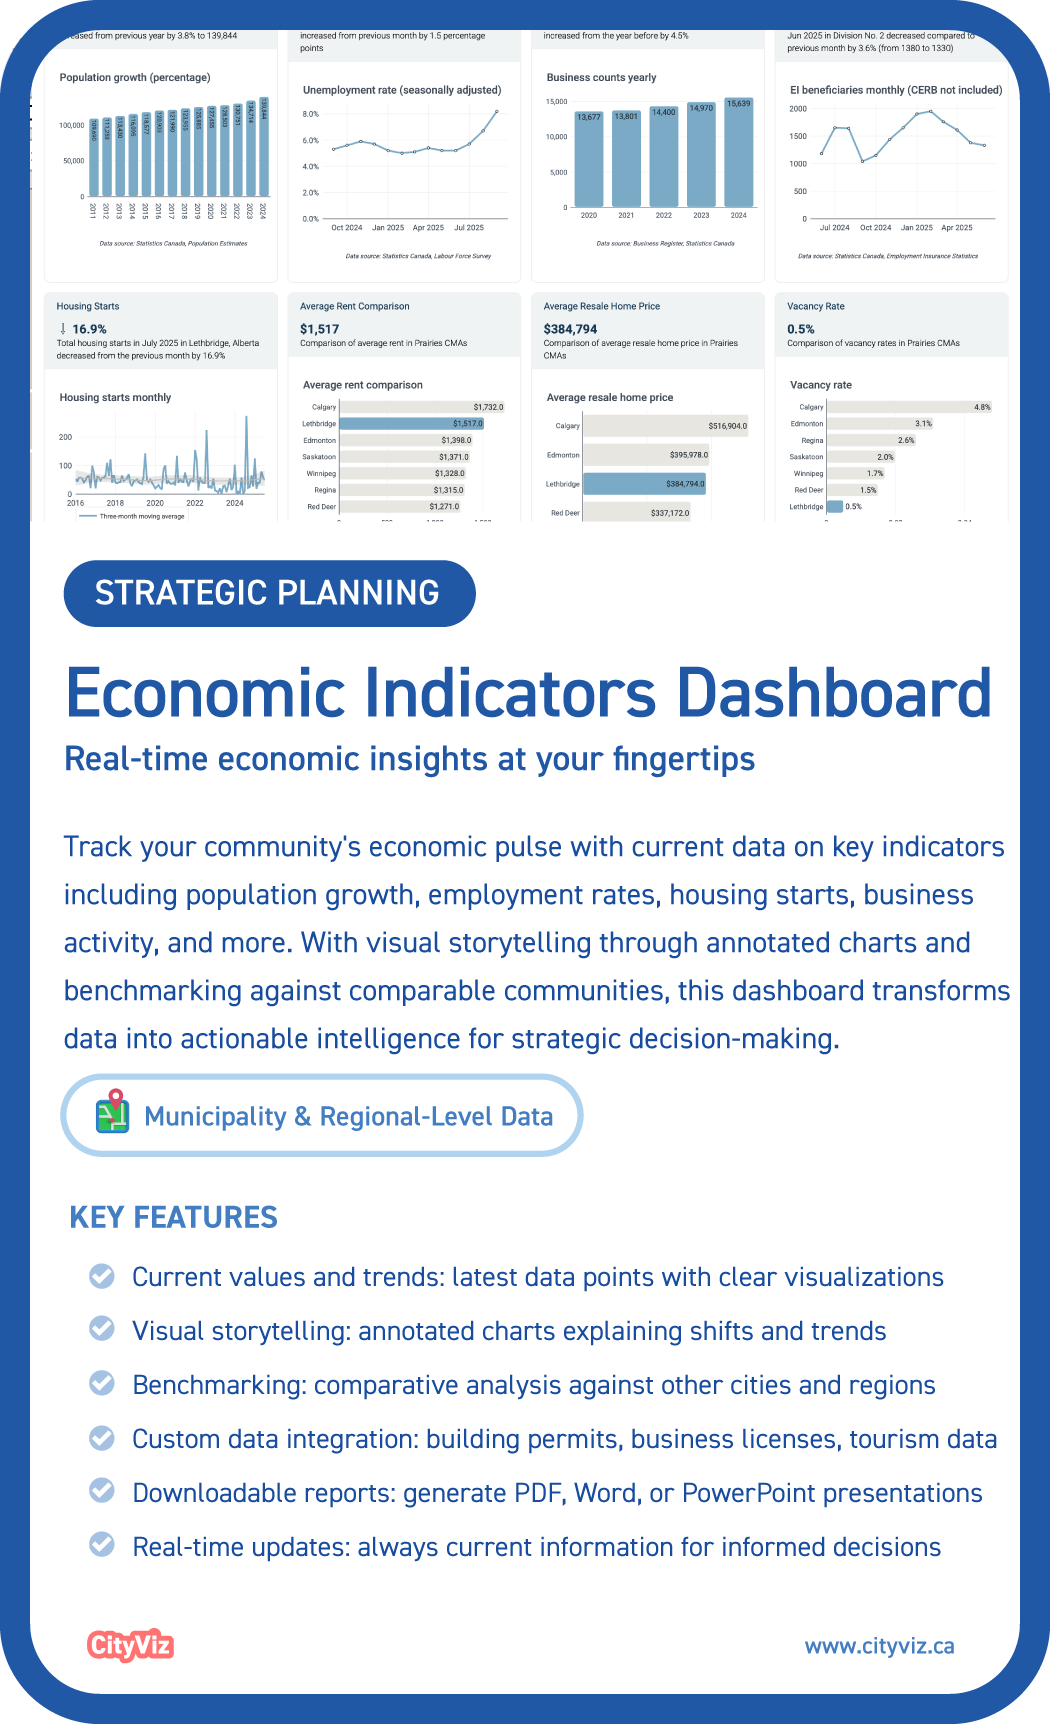 eased from previous year by 3.8% to 139,844
increased from previous month by 1.5 percentage
points
increased from the year before by 4.5%
Jun 2025 in Division No. 2 decreased compared to
previous month by 3.6% (from 1380 to 1330)
Population growth (percentage)
100,000
50,000
0
2011 2012 2013 2014 2015 2016 2017 2018 2019 2020 2021 2022 2023 2024
139,844
Data source: Statistics Canada, Population Estimates
Unemployment rate (seasonally adjusted)
8.0%
6.0%
4.0%
2.0%
0.0%
Oct 2024 Jan 2025 Apr 2025 Jul 2025
Data source: Statistics Canada, Labour Force Survey
Business counts yearly
15,000
10,000
5,000
0
13,677 13,801 14,400 14,970 15,639
2020 2021 2022 2023 2024
Data source: Business Register, Statistics Canada
EI beneficiaries monthly (CERB not included)
2000
1500
1000
500
0
Jul 2024 Oct 2024 Jan 2025 Apr 2025
Data source: Statistics Canada, Employment Insurance Statistics
Housing Starts
↓ 16.9%
Total housing starts in July 2025 in Lethbridge, Alberta
decreased from the previous month by 16.9%
Housing starts monthly
200
100
0
2016 2018 2020 2022 2024
Three-month moving average
Average Rent Comparison
$1,517
Comparison of average rent in Prairies CMAs
Average rent comparison
Calgary $1,732.0
Lethbridge $1,517.0
Edmonton $1,398.0
Saskatoon $1,371.0
Winnipeg $1,328.0
Regina $1,315.0
Red Deer $1,271.0
Average Resale Home Price
$384,794
Comparison of average resale home price in Prairies
CMAs
Average resale home price
Calgary $516,904.0
Edmonton $395,978.0
Lethbridge $384,794.0
Red Deer $337,172.0
Vacancy Rate
0.5%
Comparison of vacancy rates in Prairies CMAs
Vacancy rate
Calgary 4.8%
Edmonton 3.1%
Regina 2.6%
Saskatoon 2.0%
Winnipeg 1.7%
Red Deer 1.5%
Lethbridge 0.5%
STRATEGIC PLANNING
Economic Indicators Dashboard
Real-time economic insights at your fingertips
Track your community's economic pulse with current data on key indicators
including population growth, employment rates, housing starts, business
activity, and more. With visual storytelling through annotated charts and
benchmarking against comparable communities, this dashboard transforms
data into actionable intelligence for strategic decision-making.
Municipality & Regional-Level Data
KEY FEATURES
Current values and trends: latest data points with clear visualizations
Visual storytelling: annotated charts explaining shifts and trends
Benchmarking: comparative analysis against other cities and regions
Custom data integration: building permits, business licenses, tourism data
Downloadable reports: generate PDF, Word, or PowerPoint presentations
Real-time updates: always current information for informed decisions
CityViz
www.cityviz.ca